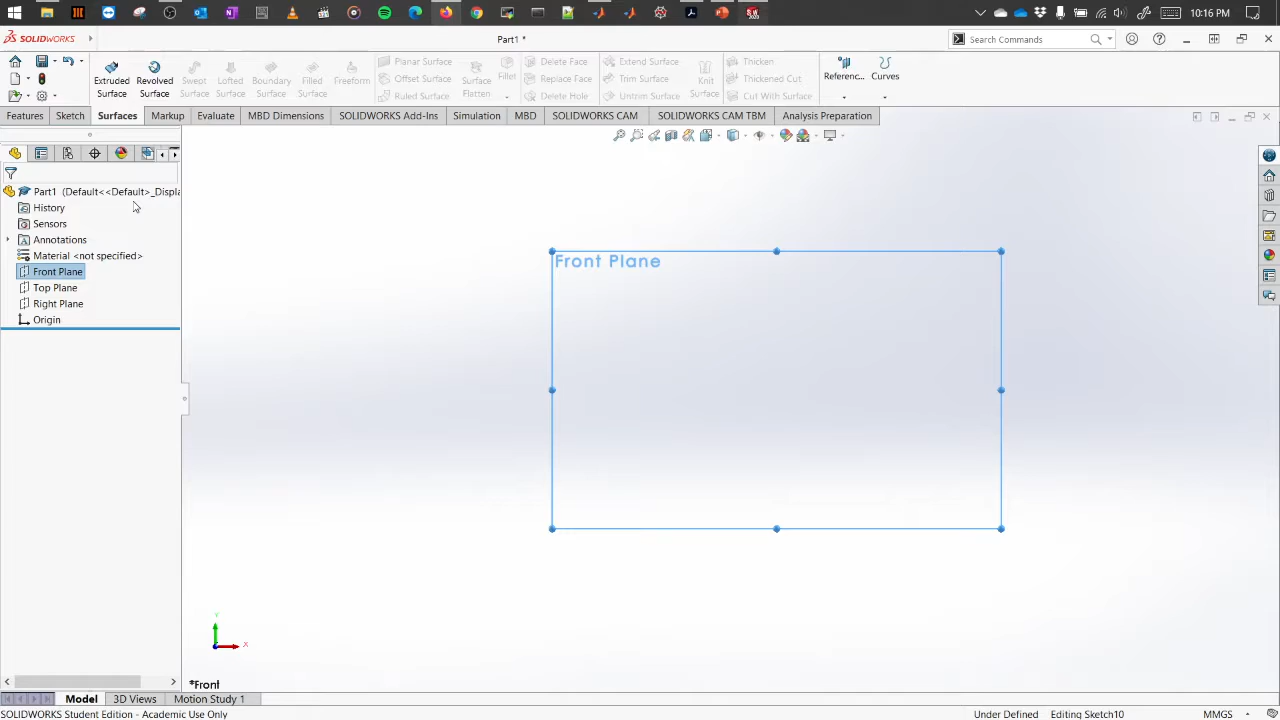 10:16 PM
SOLIDWORKS
Part1 *
Search Commands
Extruded Surface
Revolved Surface
Swept Surface
Lofted Surface
Boundary Surface
Filled Surface
Freeform
Planar Surface
Offset Surface
Ruled Surface
Surface Flatten
Fillet
Delete Face
Replace Face
Delete Hole
Extend Surface
Trim Surface
Untrim Surface
Knit Surface
Thicken
Thickened Cut
Cut With Surface
Referenc...
Curves
Features
Sketch
Surfaces
Markup
Evaluate
MBD Dimensions
SOLIDWORKS Add-Ins
Simulation
MBD
SOLIDWORKS CAM
SOLIDWORKS CAM TBM
Analysis Preparation
Part1 (Default<<Default>_Displa
History
Sensors
Annotations
Material <not specified>
Front Plane
Top Plane
Right Plane
Origin
Front Plane
Y
X
*Front
Model
3D Views
Motion Study 1
SOLIDWORKS Student Edition - Academic Use Only
Under Defined
Editing Sketch10
MMGS